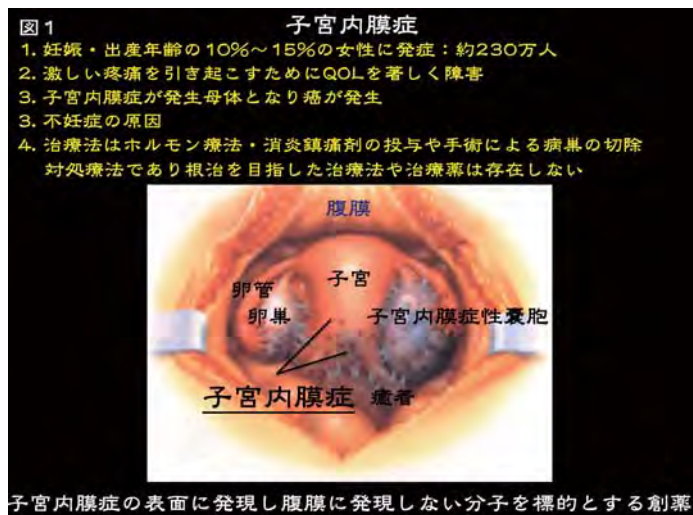 図1
子宮内膜症
1. 妊娠・出産年齢の10%～15%の女性に発症：約230万人
2. 激しい疼痛を引き起こすためにQOLを著しく障害
3. 子宮内膜症が発生母体となり癌が発生
3. 不妊症の原因
4. 治療法はホルモン療法・消炎鎮痛剤の投与や手術による病巣の切除
対処療法であり根治を目指した治療法や治療薬は存在しない
腹膜
子宮
卵管
卵巣
子宮内膜症性嚢胞
子宮内膜症
癒着
子宮内膜症の表面に発現し腹膜に発現しない分子を標的とする創薬